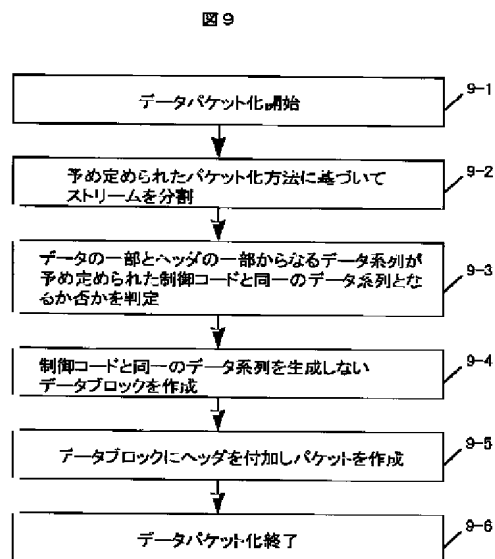 図9
データパケット化開始
9-1
予め定められたパケット化方法に基づいて
ストリームを分割
9-2
データの一部とヘッダの一部からなるデータ系列が
予め定められた制御コードと同一のデータ系列とな
るか否かを判定
9-3
制御コードと同一のデータ系列を生成しない
データブロックを作成
9-4
データブロックにヘッダを付加しパケットを作成
9-5
データパケット化終了
9-6